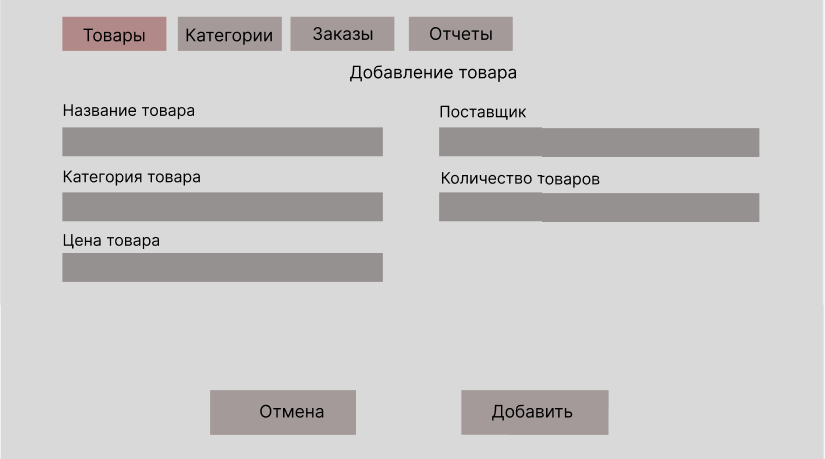 Товары Категории Заказы Отчеты
Добавление товара
Название товара
Поставщик
Категория товара
Количество товаров
Цена товара
Отмена
Добавить